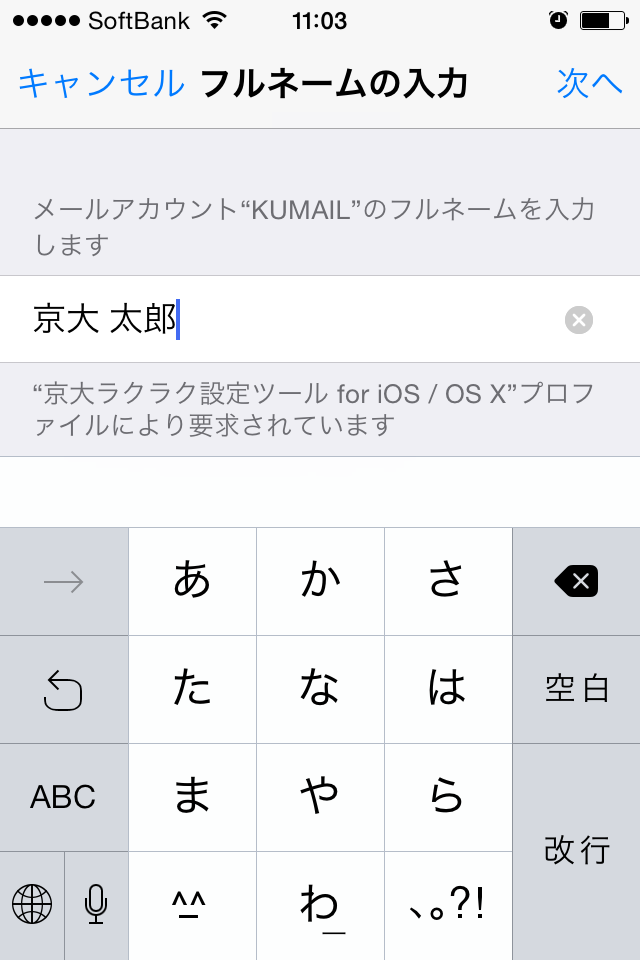 SoftBank 11:03
キャンセル フルネームの入力 次へ
メールアカウント“KUMAIL”のフルネームを入力
します
京大 太郎
“京大ラクラク設定ツール for iOS / OS X”プロフ
ァイルにより要求されています
→ あ か さ
た な は 空白
ABC ま や ら 改行
^_^ わ_ 、。?!